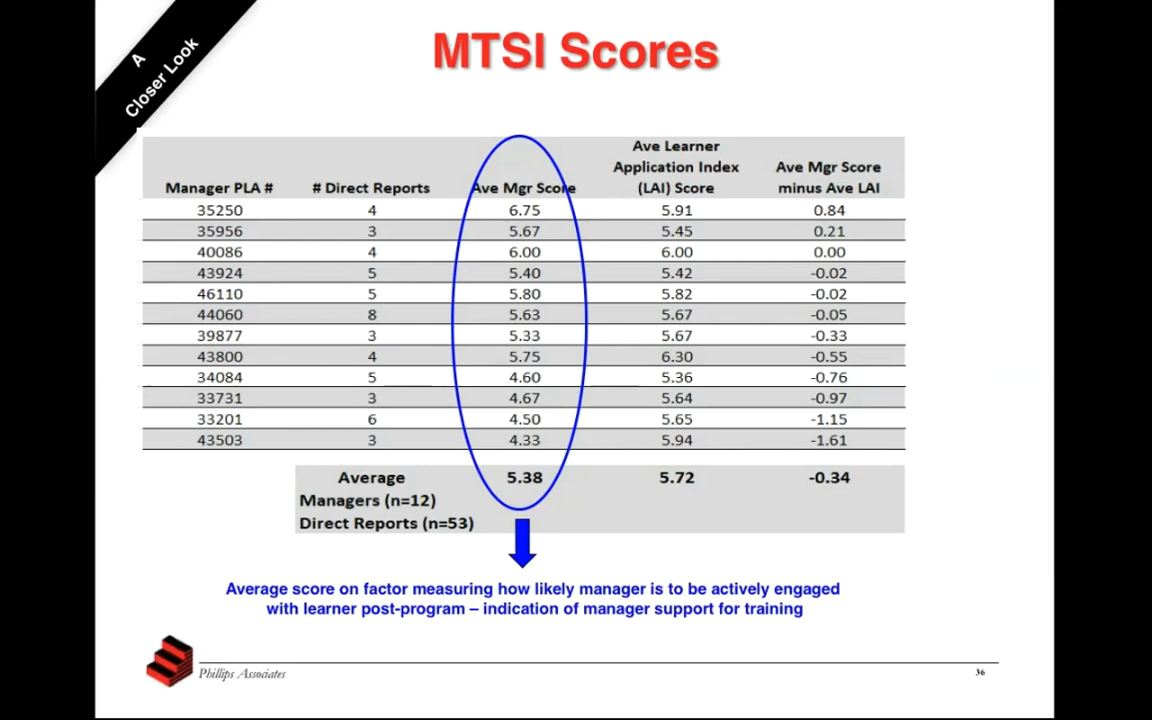 A
Closer Look
MTSI Scores
Ave Learner
Application Index Ave Mgr Score
Manager PLA # # Direct Reports Ave Mgr Score (LAI) Score minus Ave LAI
35250 4 6.75 5.91 0.84
35956 3 5.67 5.45 0.21
40086 4 6.00 6.00 0.00
43924 5 5.40 5.42 -0.02
46110 5 5.80 5.82 -0.02
44060 8 5.63 5.67 -0.05
39877 3 5.33 5.67 -0.33
43800 4 5.75 6.30 -0.55
34084 5 4.60 5.36 -0.76
33731 3 4.67 5.64 -0.97
33201 6 4.50 5.65 -1.15
43503 3 4.33 5.94 -1.61
Average 5.38 5.72 -0.34
Managers (n=12)
Direct Reports (n=53)
Average score on factor measuring how likely manager is to be actively engaged
with learner post-program – indication of manager support for training
Phillips Associates 36